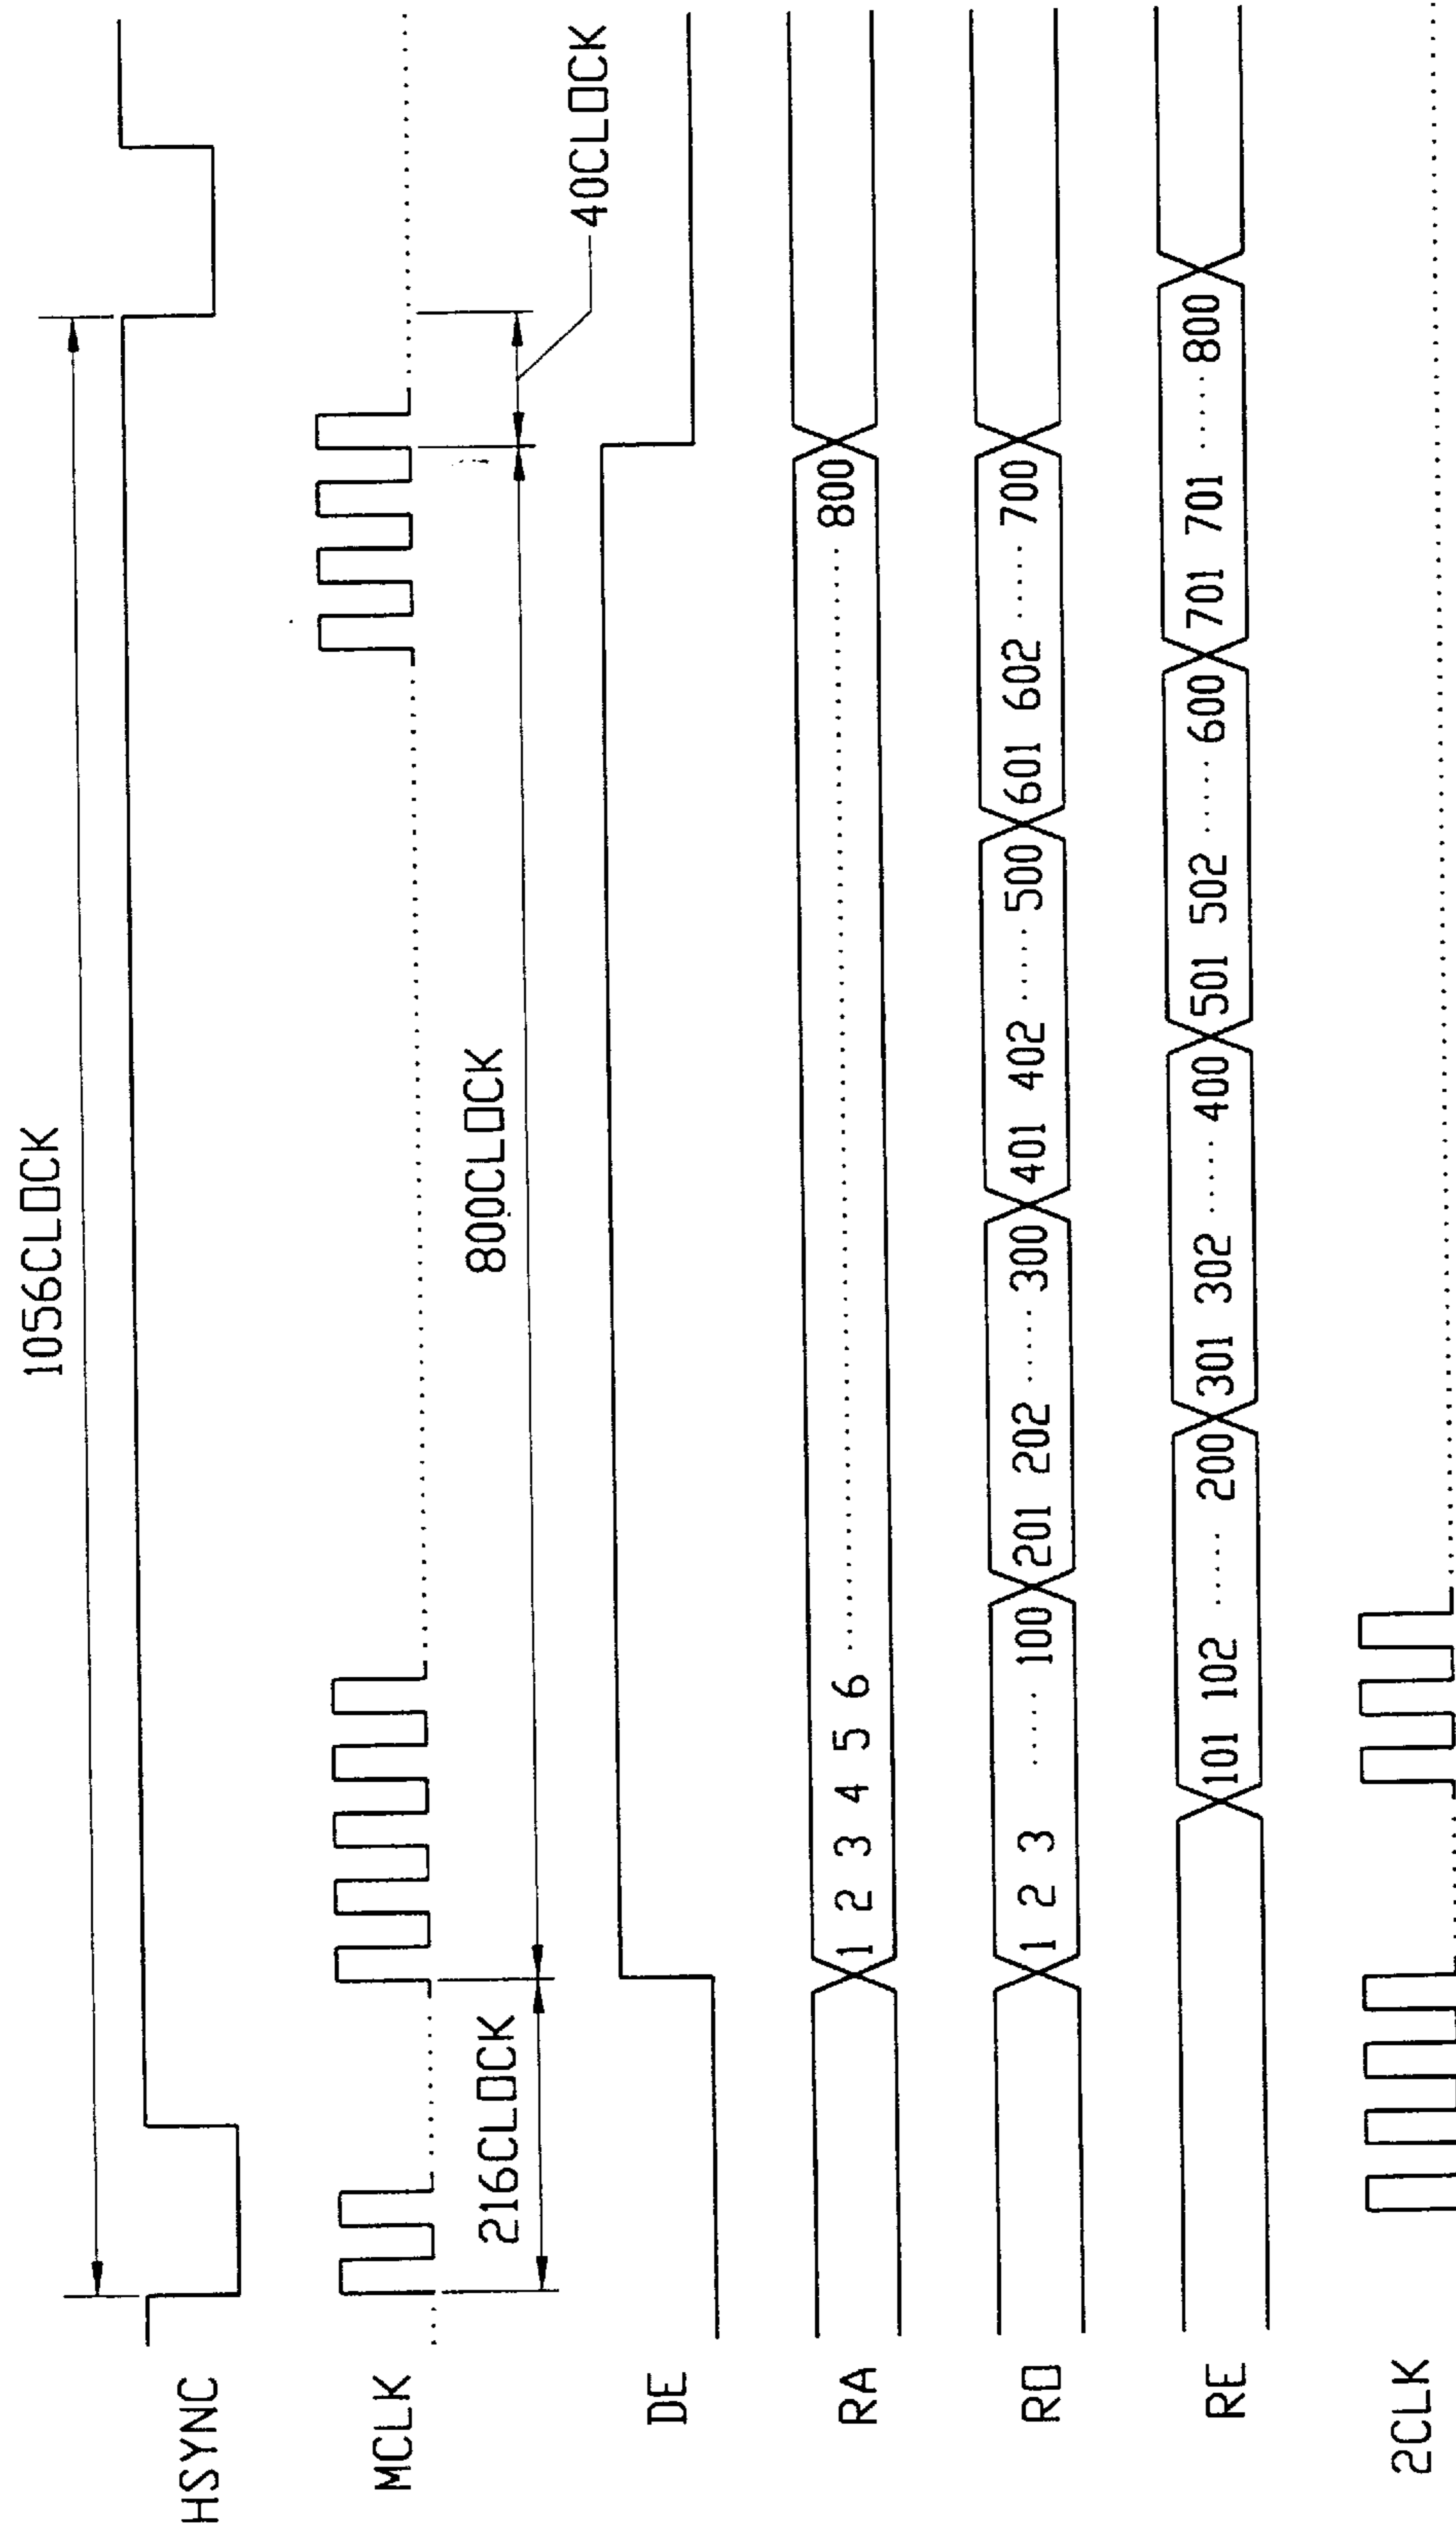 1056CLOCK
HSYNC
MCLK
216CLOCK
800CLOCK
40CLOCK
DE
RA
1 2 3 4 5 6 ······ 800
RO
1 2 3 ····· 100
201 202 ····· 300
401 402 ····· 500
601 602 ····· 700
RE
101 102 ····· 200
301 302 ····· 400
501 502 ····· 600
701 701 ····· 800
2CLK